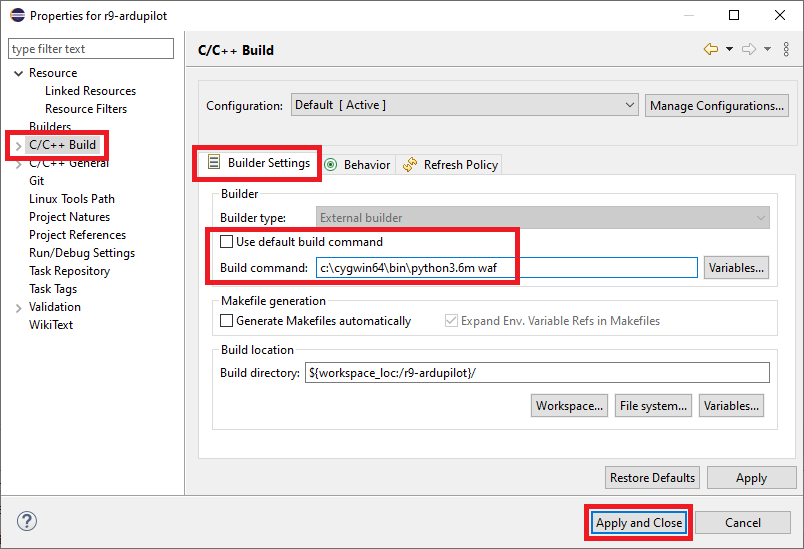 Properties for r9-ardupilot
type filter text
Resource
Linked Resources
Resource Filters
Builders
C/C++ Build
C/C++ General
Git
Linux Tools Path
Project Natures
Project References
Run/Debug Settings
Task Repository
Task Tags
Validation
WikiText
C/C++ Build
Configuration: Default [ Active ] Manage Configurations...
Builder Settings Behavior Refresh Policy
Builder
Builder type: External builder
Use default build command
Build command: c:\cygwin64\bin\python3.6m waf Variables...
Makefile generation
Generate Makefiles automatically Expand Env. Variable Refs in Makefiles
Build location
Build directory: ${workspace_loc:/r9-ardupilot}/
Workspace... File system... Variables...
Restore Defaults Apply
? Apply and Close Cancel